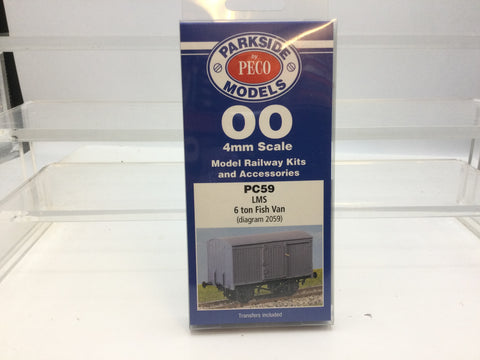 PARKSIDE
by
PECO
MODELS
OO
4mm Scale
Model Railway Kits
and Accessories
PC59
LMS
6 ton Fish Van
(diagram 2059)
Transfers included